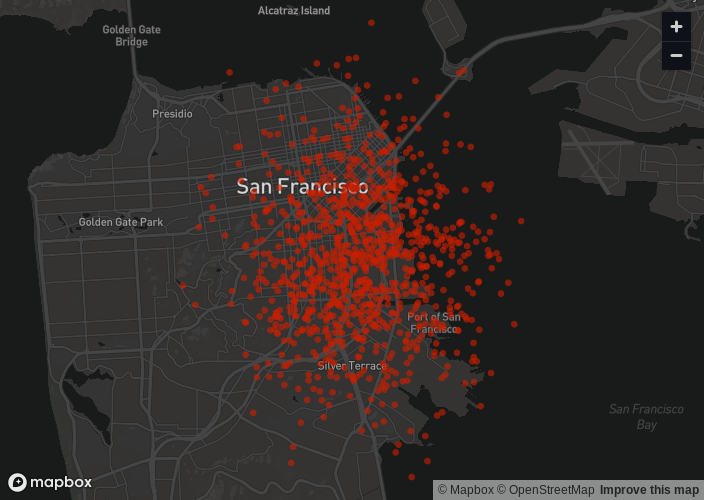 Alcatraz Island
Golden Gate
Bridge
+
−
Presidio
San Francisco
Golden Gate Park
Port of San
Francisco
Silver Terrace
San Francisco
Bay
mapbox
© Mapbox © OpenStreetMap Improve this map